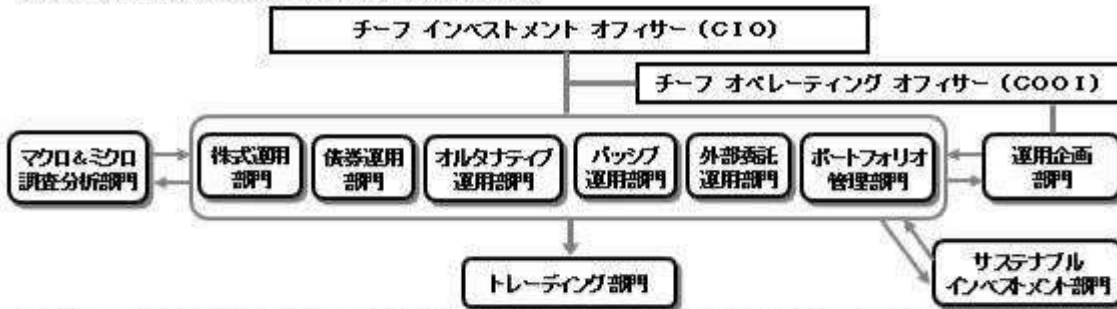 チーフ インベストメント オフィサー (CIO)
チーフ オペレーティング オフィサー (COOI)
マクロ&ミクロ
調査分析部門
株式運用
部門
債券運用
部門
オルタナティブ
運用部門
パッシブ
運用部門
外部委託
運用部門
ポートフォリオ
管理部門
運用企画
部門
トレーディング部門
サステナブル
インベストメント部門